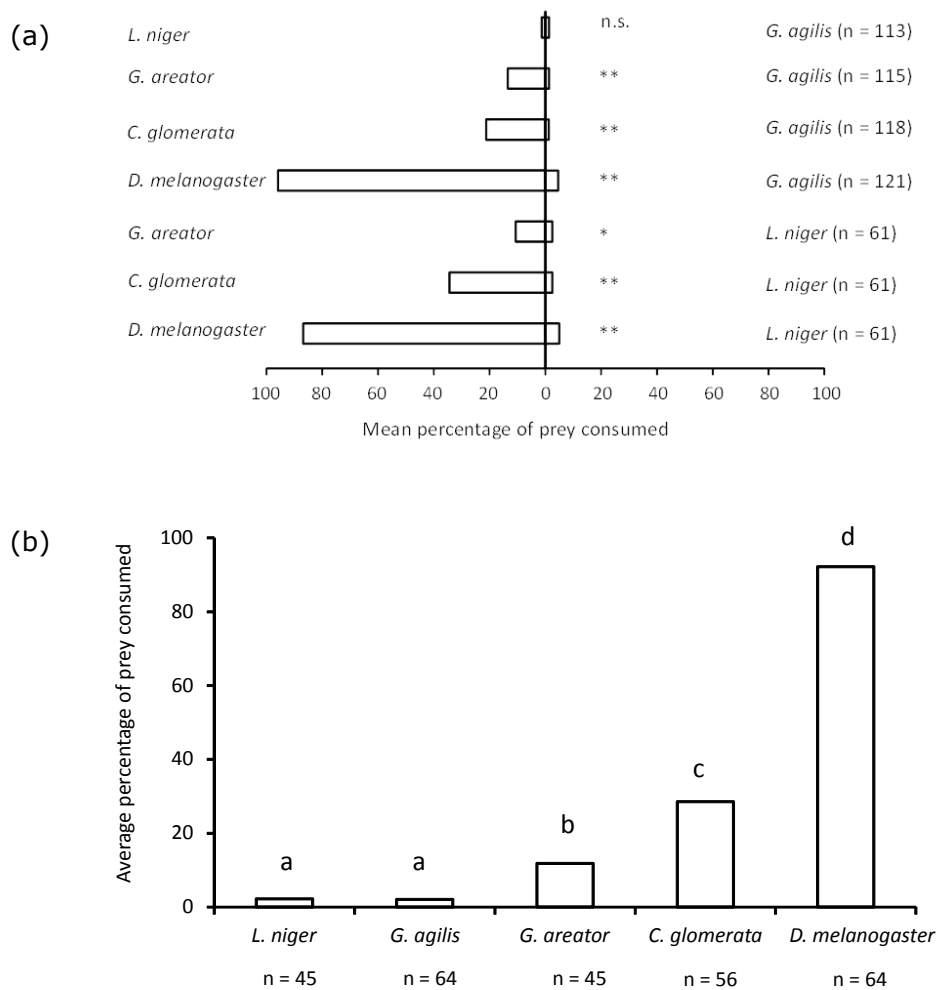 (a)
L. niger n.s. G. agilis (n = 113)
G. areator ** G. agilis (n = 115)
C. glomerata ** G. agilis (n = 118)
D. melanogaster ** G. agilis (n = 121)
G. areator * L. niger (n = 61)
C. glomerata ** L. niger (n = 61)
D. melanogaster ** L. niger (n = 61)
100 80 60 40 20 0 20 40 60 80 100
Mean percentage of prey consumed
(b)
Average percentage of prey consumed
100
80
60
40
20
0
a a b c d
L. niger G. agilis G. areator C. glomerata D. melanogaster
n = 45 n = 64 n = 45 n = 56 n = 64